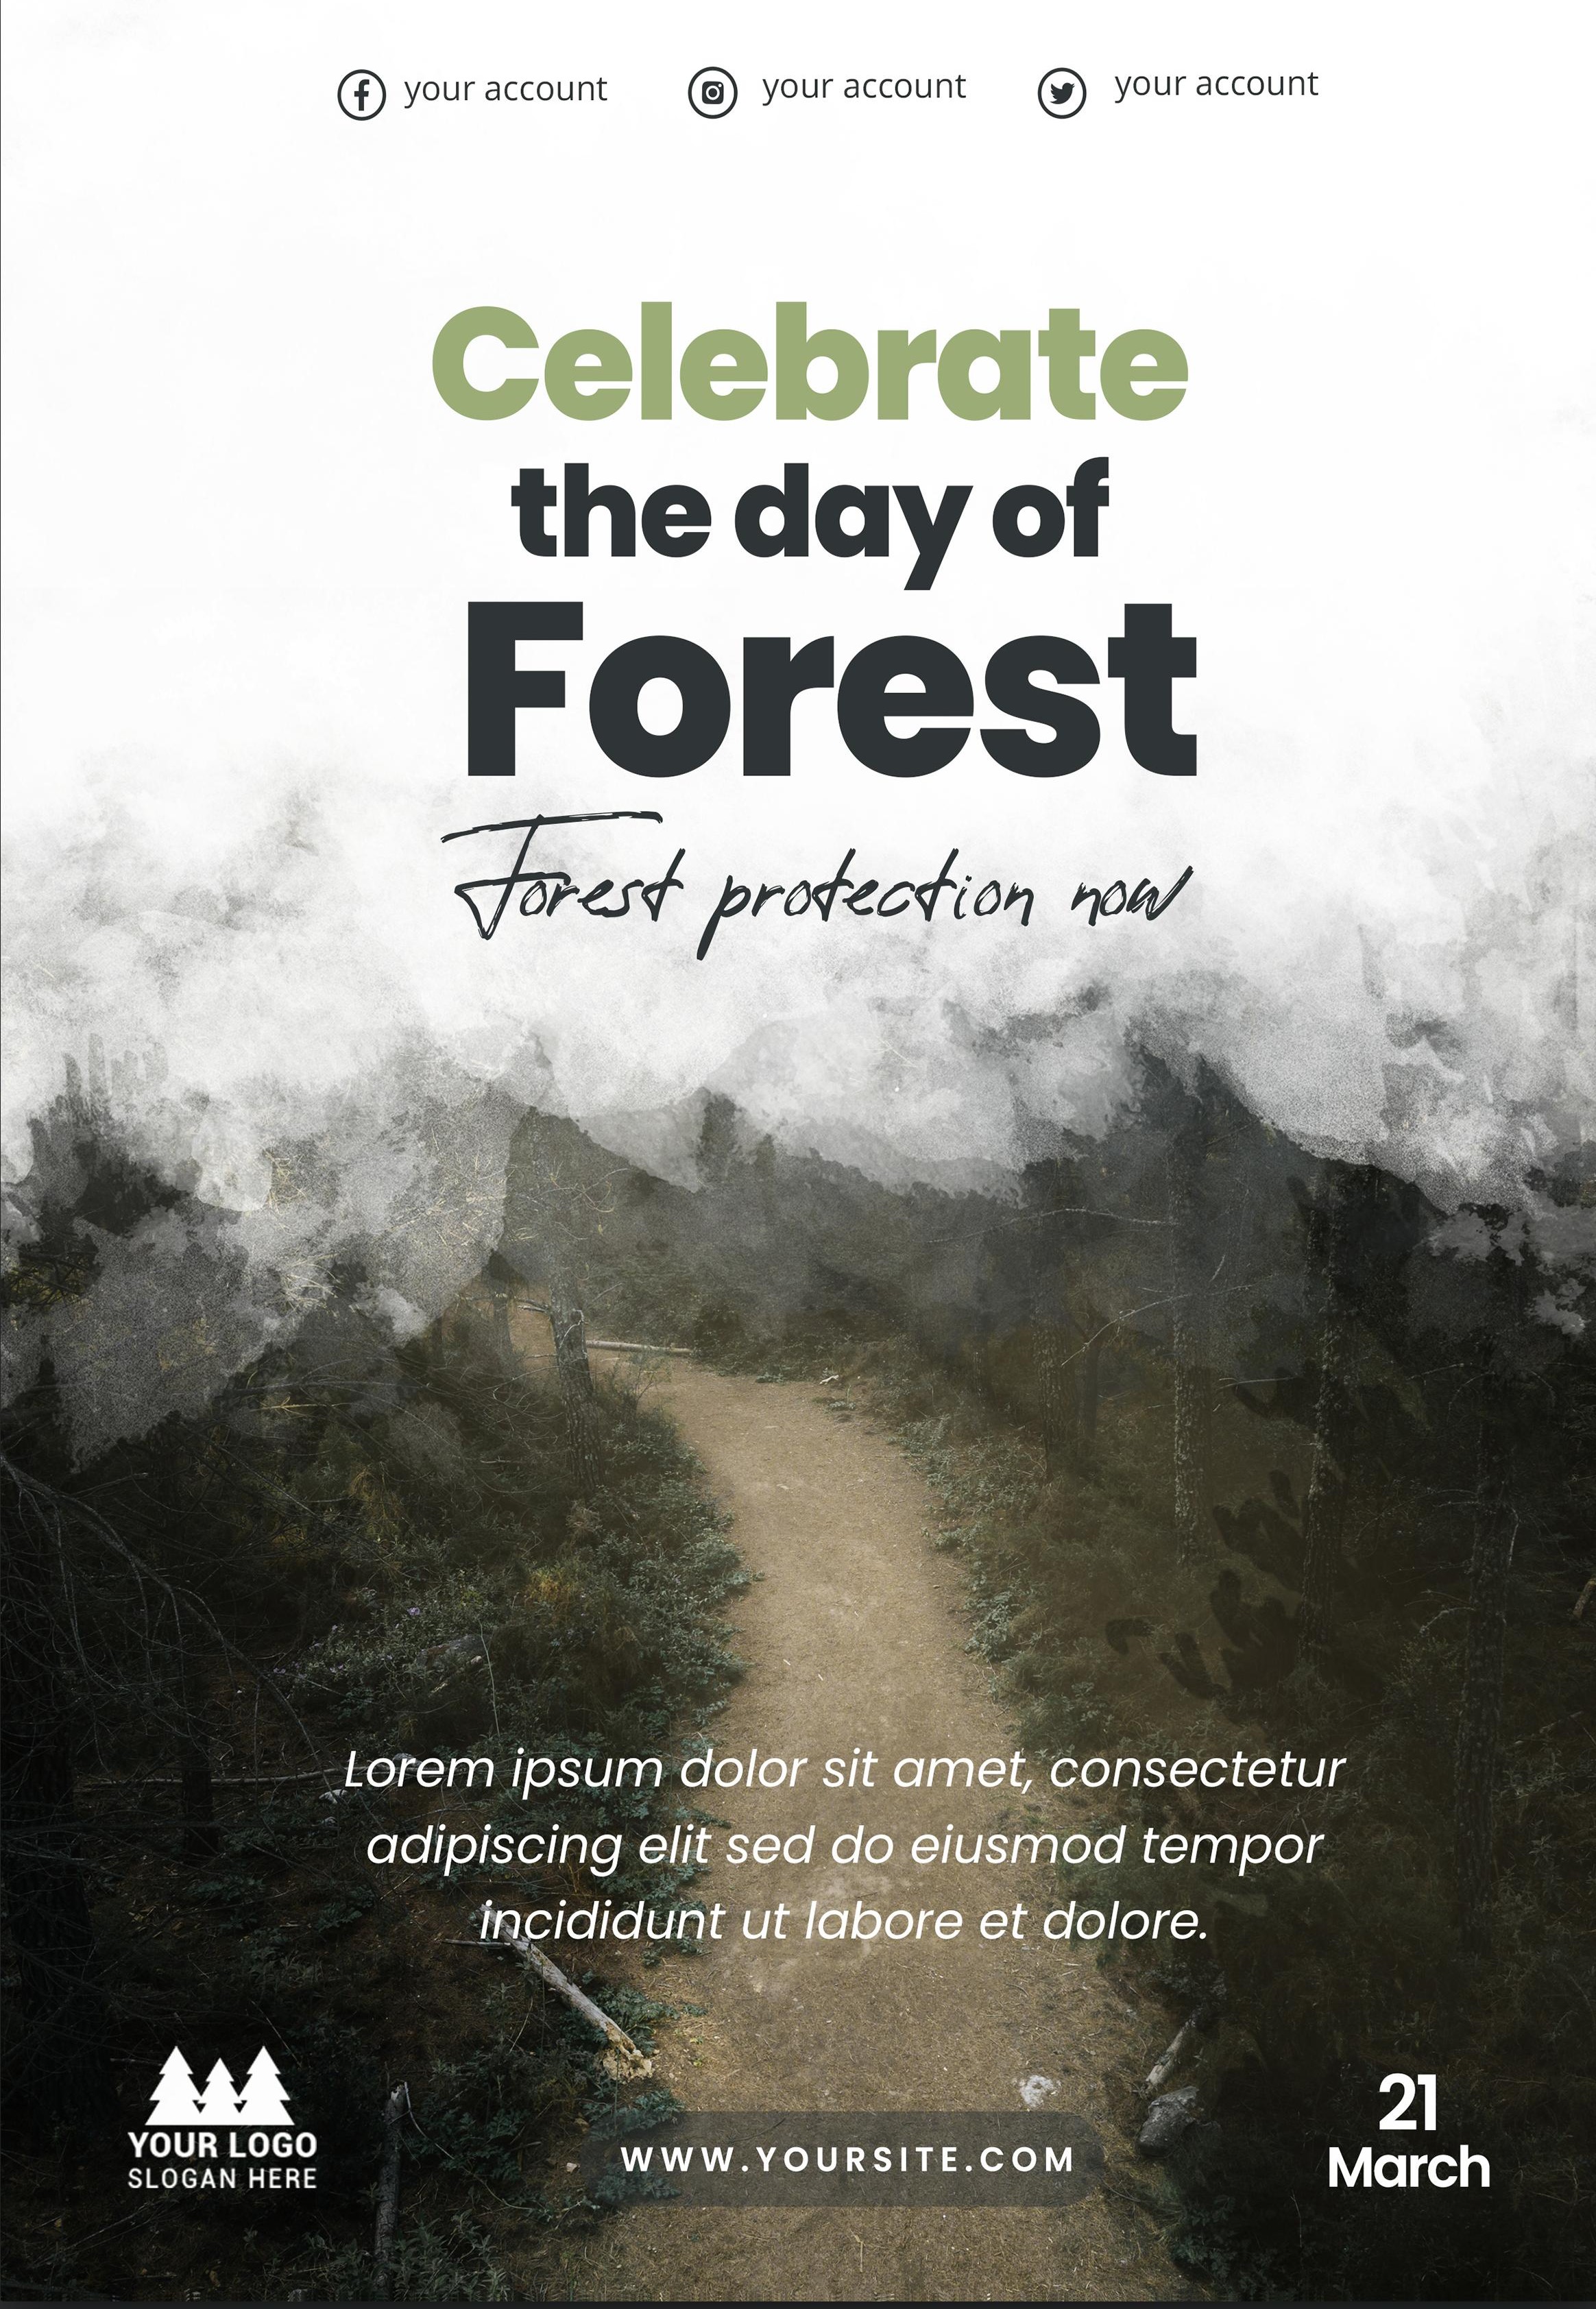 your account your account your account
Celebrate
the day of
Forest
Forest protection now
Lorem ipsum dolor sit amet, consectetur
adipiscing elit sed do eiusmod tempor
incididunt ut labore et dolore.
YOUR LOGO
SLOGAN HERE
WWW.YOURSITE.COM
21
March